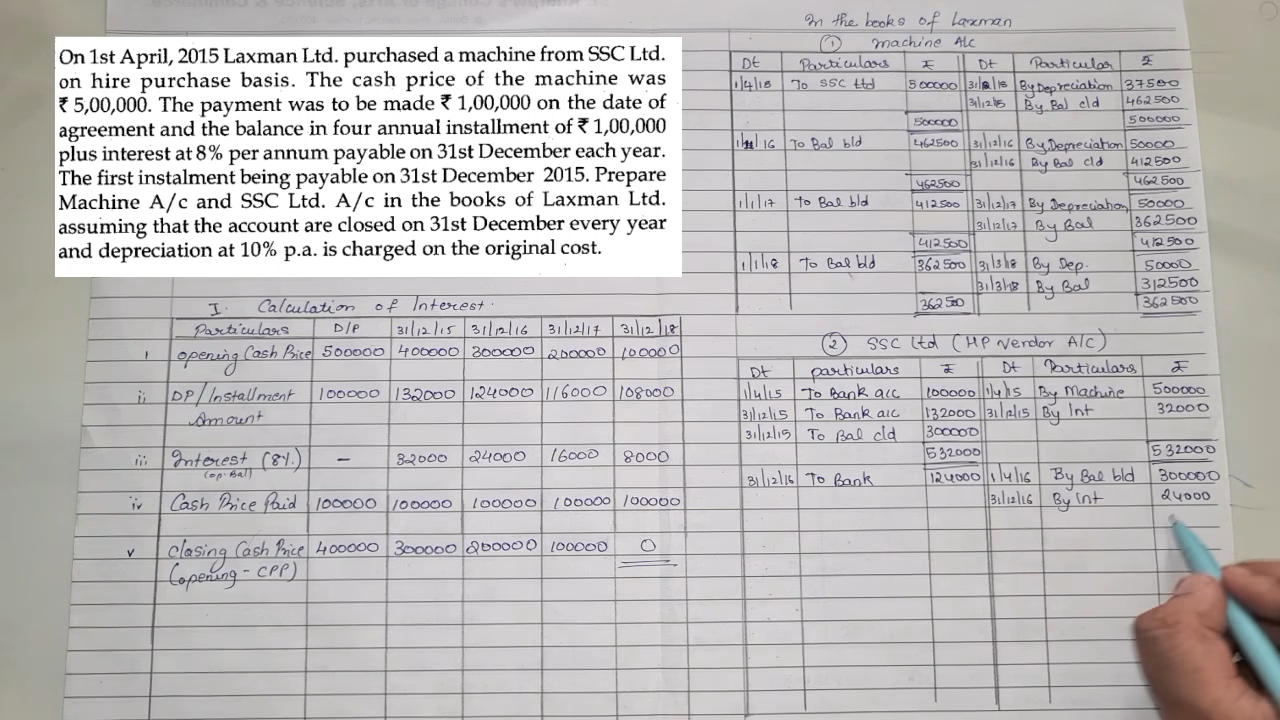 In the books of Laxman
① Machine A/c
On 1st April, 2015 Laxman Ltd. purchased a machine from SSC Ltd.
on hire purchase basis. The cash price of the machine was
₹ 5,00,000. The payment was to be made ₹ 1,00,000 on the date of
agreement and the balance in four annual installment of ₹ 1,00,000
plus interest at 8% per annum payable on 31st December each year.
The first instalment being payable on 31st December 2015. Prepare
Machine A/c and SSC Ltd. A/c in the books of Laxman Ltd.
assuming that the account are closed on 31st December every year
and depreciation at 10% p.a. is charged on the original cost.
Dt Particulars ₹ Dt Particular ₹
To SSC Ltd 500000 By Depreciation 37500
31/12/15 By Bal c/d 462500
500000 500000
To Bal b/d 462500 31/12/16 By Depreciation 50000
31/12/16 By Bal c/d 412500
462500 462500
1/1/17 To Bal b/d 412500 31/12/17 By Depreciation 50000
31/12/17 By Bal 362500
412500 412500
1/1/18 To Bal b/d 362500 31/3/18 By Dep. 50000
31/3/18 By Bal 312500
362500 362500
I. Calculation of Interest.
Particulars D/P 31/12/15 31/12/16 31/12/17 31/12/18
i opening Cash Price 500000 400000 300000 200000 100000
ii DP/Installment 100000 132000 124000 116000 108000
Amount
iii Interest (8%) – 32000 24000 16000 8000
(op. Bal)
iv Cash Price Paid 100000 100000 100000 100000 100000
v Closing Cash Price 400000 300000 200000 100000 0
(opening - CPP)
② SSC Ltd (HP Vendor A/C)
Dt particulars ₹ Dt Particulars ₹
1/4/15 To Bank a/c 100000 1/4/15 By Machine 500000
31/12/15 To Bank a/c 132000 31/12/15 By Int 32000
31/12/15 To Bal c/d 300000
532000 532000
31/12/16 To Bank 124000 1/4/16 By Bal b/d 300000
31/12/16 By Int 24000